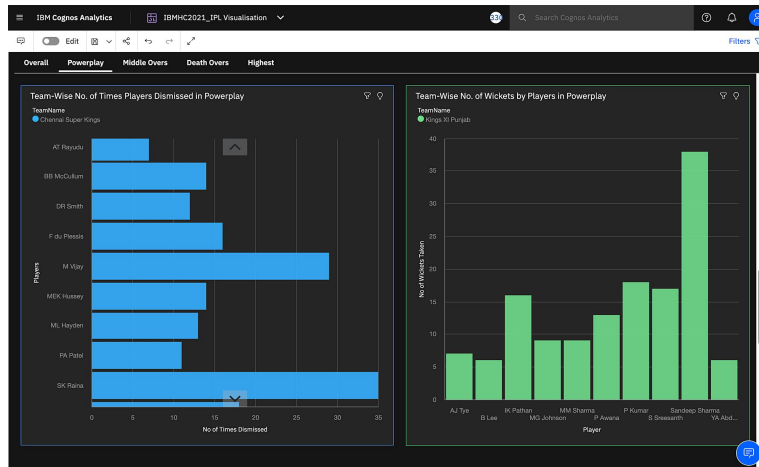 IBM Cognos Analytics
IBMHC2021_IPL Visualisation
Search Cognos Analytics
Edit
Filters
Overall
Powerplay
Middle Overs
Death Overs
Highest
Team-Wise No. of Times Players Dismissed in Powerplay
TeamName
Chennai Super Kings
Players
AT Rayudu
BB McCullum
DR Smith
F du Plessis
M Vijay
MEK Hussey
ML Hayden
PA Patel
SK Raina
0 5 10 15 20 25 30 35
No of Times Dismissed
Team-Wise No. of Wickets by Players in Powerplay
TeamName
Kings XI Punjab
No of Wickets Taken
40
35
30
25
20
15
10
5
0
AJ Tye
B Lee
IK Pathan
MG Johnson
MM Sharma
P Awana
P Kumar
S Sreesanth
Sandeep Sharma
YA Abd...
Player